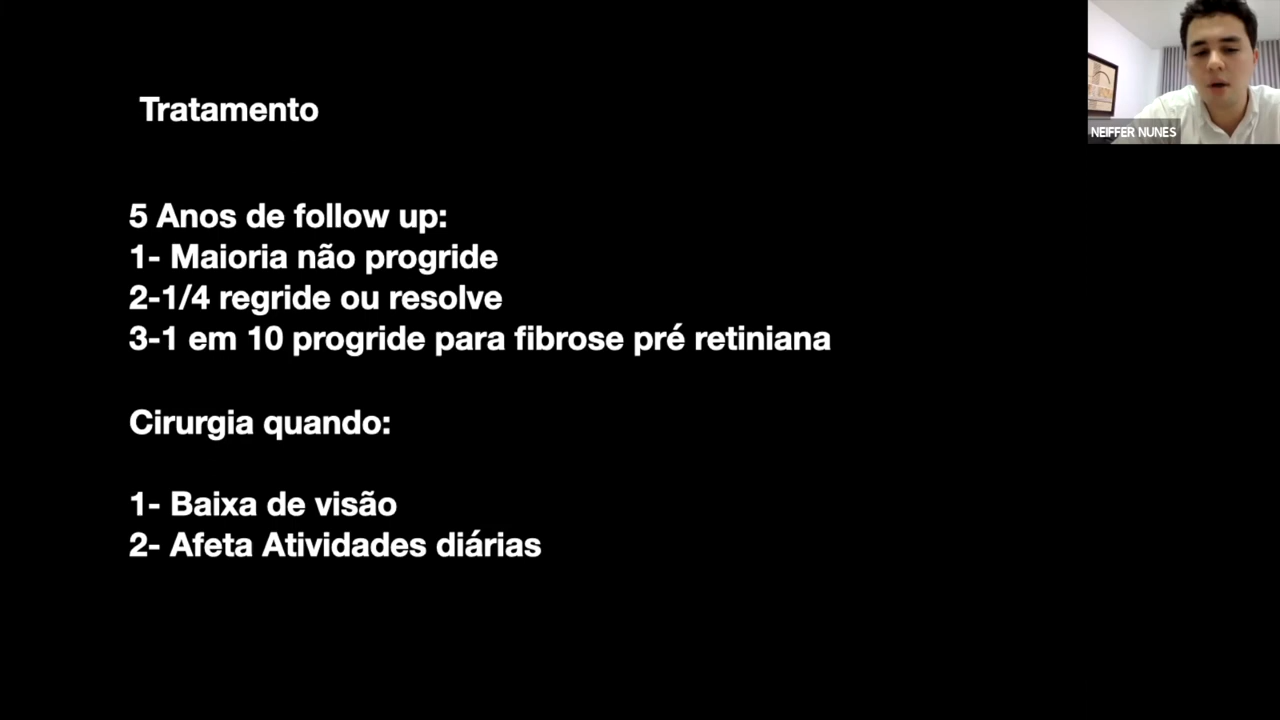 Tratamento
5 Anos de follow up:
1- Maioria não progride
2-1/4 regride ou resolve
3-1 em 10 progride para fibrose pré retiniana
Cirurgia quando:
1- Baixa de visão
2- Afeta Atividades diárias
NEIFFER NUNES